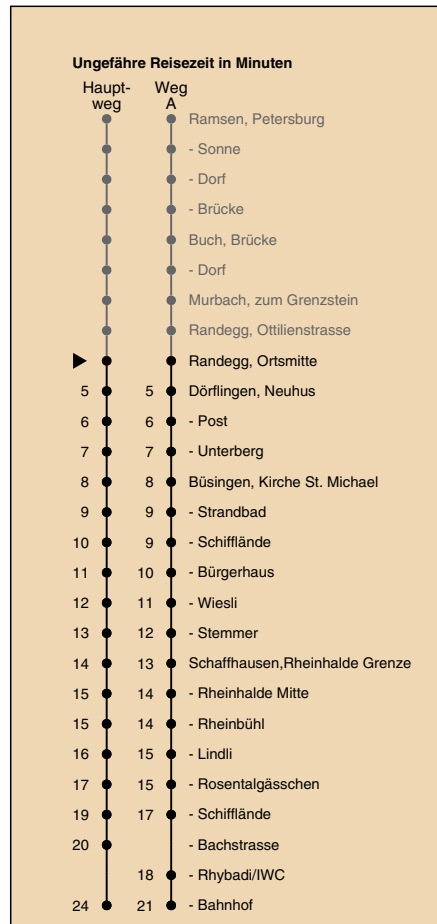 Ungefähre Reisezeit in Minuten
Haupt- Weg
weg A
Ramsen, Petersburg
- Sonne
- Dorf
- Brücke
Buch, Brücke
- Dorf
Murbach, zum Grenzstein
Randegg, Ottilienstrasse
Randegg, Ortsmitte
5 5 Dörflingen, Neuhus
6 6 - Post
7 7 - Unterberg
8 8 Büsingen, Kirche St. Michael
9 9 - Strandbad
10 9 - Schifflände
11 10 - Bürgerhaus
12 11 - Wiesli
13 12 - Stemmer
14 13 Schaffhausen,Rheinhalde Grenze
15 14 - Rheinhalde Mitte
15 14 - Rheinbühl
16 15 - Lindli
17 15 - Rosentalgässchen
19 17 - Schifflände
20 - Bachstrasse
18 - Rhybadi/IWC
24 21 - Bahnhof